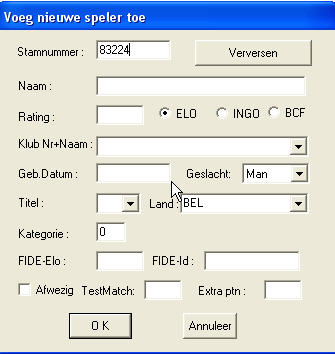 Voeg nieuwe speler toe
Stamnummer : 83224 Verversen
Naam :
Rating : ELO INGO BCF
Klub Nr+Naam :
Geb.Datum : Geslacht: Man
Titel : Land : BEL
Kategorie : 0
FIDE-Elo : FIDE-Id :
Afwezig TestMatch: Extra ptn :
O K Annuleer